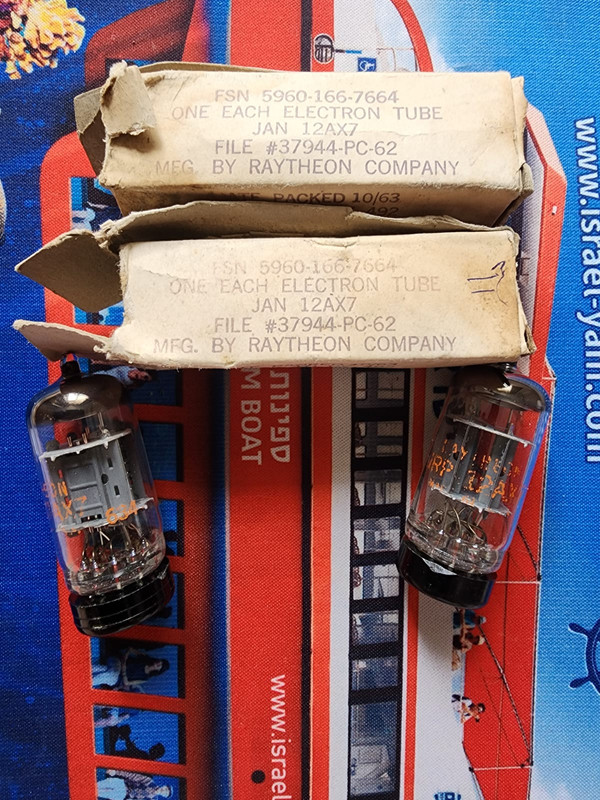 FSN 5960-166-7664
ONE EACH ELECTRON TUBE
JAN 12AX7
FILE #37944-PC-62
MFG. BY RAYTHEON COMPANY
PACKED 10/63
FSN 5960-166-7664
ONE EACH ELECTRON TUBE
JAN 12AX7
FILE #37944-PC-62
MFG. BY RAYTHEON COMPANY
113
www.israel-yam.com
BOAT
www.israel